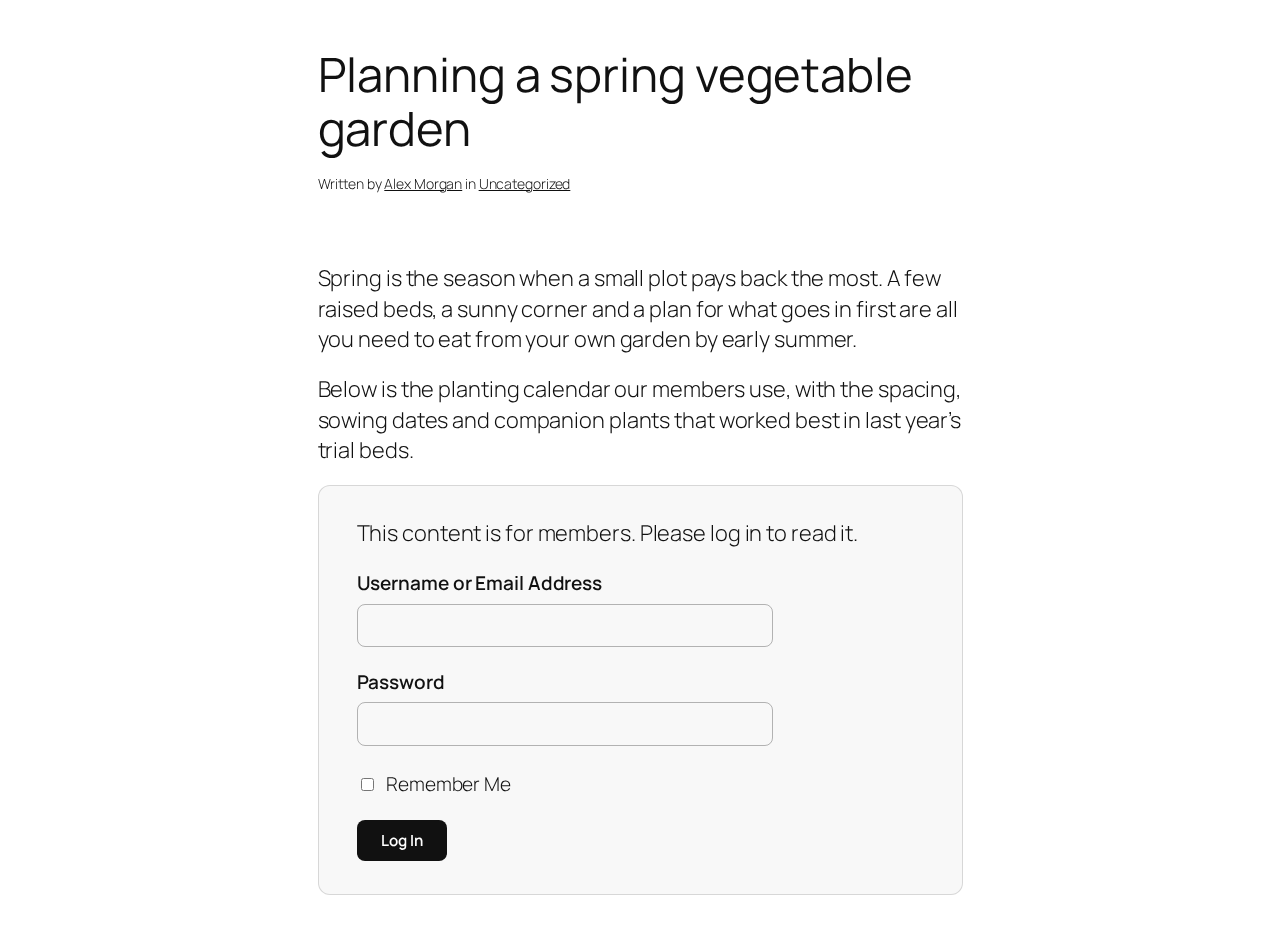 Planning a spring vegetable
garden
Written by Alex Morgan in Uncategorized
Spring is the season when a small plot pays back the most. A few
raised beds, a sunny corner and a plan for what goes in first are all
you need to eat from your own garden by early summer.
Below is the planting calendar our members use, with the spacing,
sowing dates and companion plants that worked best in last year’s
trial beds.
This content is for members. Please log in to read it.
Username or Email Address
Password
Remember Me
Log In